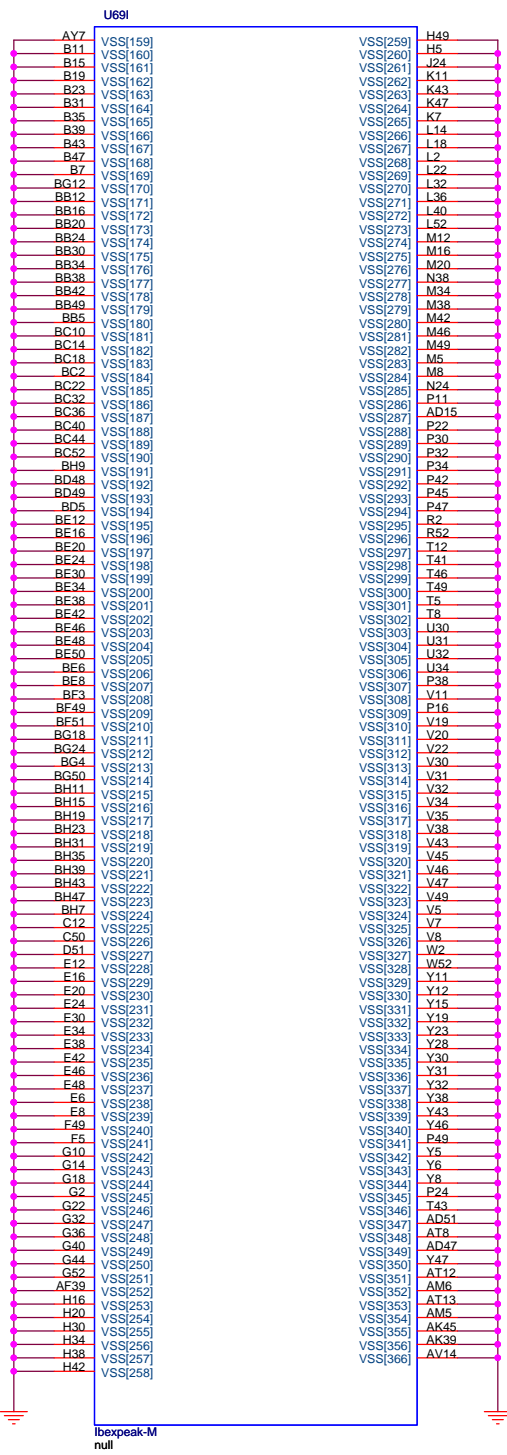 U69I
AY7 VSS[159] VSS[259] H49
B11 VSS[160] VSS[260] H5
B15 VSS[161] VSS[261] J24
B19 VSS[162] VSS[262] K11
B23 VSS[163] VSS[263] K43
B31 VSS[164] VSS[264] K47
B35 VSS[165] VSS[265] K7
B39 VSS[166] VSS[266] L14
B43 VSS[167] VSS[267] L18
B47 VSS[168] VSS[268] L2
B7 VSS[169] VSS[269] L22
BG12 VSS[170] VSS[270] L32
BB12 VSS[171] VSS[271] L36
BB16 VSS[172] VSS[272] L40
BB20 VSS[173] VSS[273] L52
BB24 VSS[174] VSS[274] M12
BB30 VSS[175] VSS[275] M16
BB34 VSS[176] VSS[276] M20
BB38 VSS[177] VSS[277] N38
BB42 VSS[178] VSS[278] M34
BB49 VSS[179] VSS[279] M38
BB5 VSS[180] VSS[280] M42
BC10 VSS[181] VSS[281] M46
BC14 VSS[182] VSS[282] M49
BC18 VSS[183] VSS[283] M5
BC2 VSS[184] VSS[284] M8
BC22 VSS[185] VSS[285] N24
BC32 VSS[186] VSS[286] P11
BC36 VSS[187] VSS[287] AD15
BC40 VSS[188] VSS[288] P22
BC44 VSS[189] VSS[289] P30
BC52 VSS[190] VSS[290] P32
BH9 VSS[191] VSS[291] P34
BD48 VSS[192] VSS[292] P42
BD49 VSS[193] VSS[293] P45
BD5 VSS[194] VSS[294] P47
BE12 VSS[195] VSS[295] R2
BE16 VSS[196] VSS[296] R52
BE20 VSS[197] VSS[297] T12
BE24 VSS[198] VSS[298] T41
BE30 VSS[199] VSS[299] T46
BE34 VSS[200] VSS[300] T49
BE38 VSS[201] VSS[301] T5
BE42 VSS[202] VSS[302] T8
BE46 VSS[203] VSS[303] U30
BE48 VSS[204] VSS[304] U31
BE50 VSS[205] VSS[305] U32
BE6 VSS[206] VSS[306] U34
BE8 VSS[207] VSS[307] P38
BF3 VSS[208] VSS[308] V11
BF49 VSS[209] VSS[309] P16
BF51 VSS[210] VSS[310] V19
BG18 VSS[211] VSS[311] V20
BG24 VSS[212] VSS[312] V22
BG4 VSS[213] VSS[313] V30
BG50 VSS[214] VSS[314] V31
BH11 VSS[215] VSS[315] V32
BH15 VSS[216] VSS[316] V34
BH19 VSS[217] VSS[317] V35
BH23 VSS[218] VSS[318] V38
BH31 VSS[219] VSS[319] V43
BH35 VSS[220] VSS[320] V45
BH39 VSS[221] VSS[321] V46
BH43 VSS[222] VSS[322] V47
BH47 VSS[223] VSS[323] V49
BH7 VSS[224] VSS[324] V5
C12 VSS[225] VSS[325] V7
C50 VSS[226] VSS[326] V8
D51 VSS[227] VSS[327] W2
E12 VSS[228] VSS[328] W52
E16 VSS[229] VSS[329] Y11
E20 VSS[230] VSS[330] Y12
E24 VSS[231] VSS[331] Y15
E30 VSS[232] VSS[332] Y19
E34 VSS[233] VSS[333] Y23
E38 VSS[234] VSS[334] Y28
E42 VSS[235] VSS[335] Y30
E46 VSS[236] VSS[336] Y31
E48 VSS[237] VSS[337] Y32
E6 VSS[238] VSS[338] Y38
E8 VSS[239] VSS[339] Y43
F49 VSS[240] VSS[340] Y46
F5 VSS[241] VSS[341] P49
G10 VSS[242] VSS[342] Y5
G14 VSS[243] VSS[343] Y6
G18 VSS[244] VSS[344] Y8
G2 VSS[245] VSS[345] P24
G22 VSS[246] VSS[346] T43
G32 VSS[247] VSS[347] AD51
G36 VSS[248] VSS[348] AT8
G40 VSS[249] VSS[349] AD47
G44 VSS[250] VSS[350] Y47
G52 VSS[251] VSS[351] AT12
AF39 VSS[252] VSS[352] AM6
H16 VSS[253] VSS[353] AT13
H20 VSS[254] VSS[354] AM5
H30 VSS[255] VSS[355] AK45
H34 VSS[256] VSS[356] AK39
H38 VSS[257] VSS[366] AV14
H42 VSS[258]
Ibexpeak-M
null